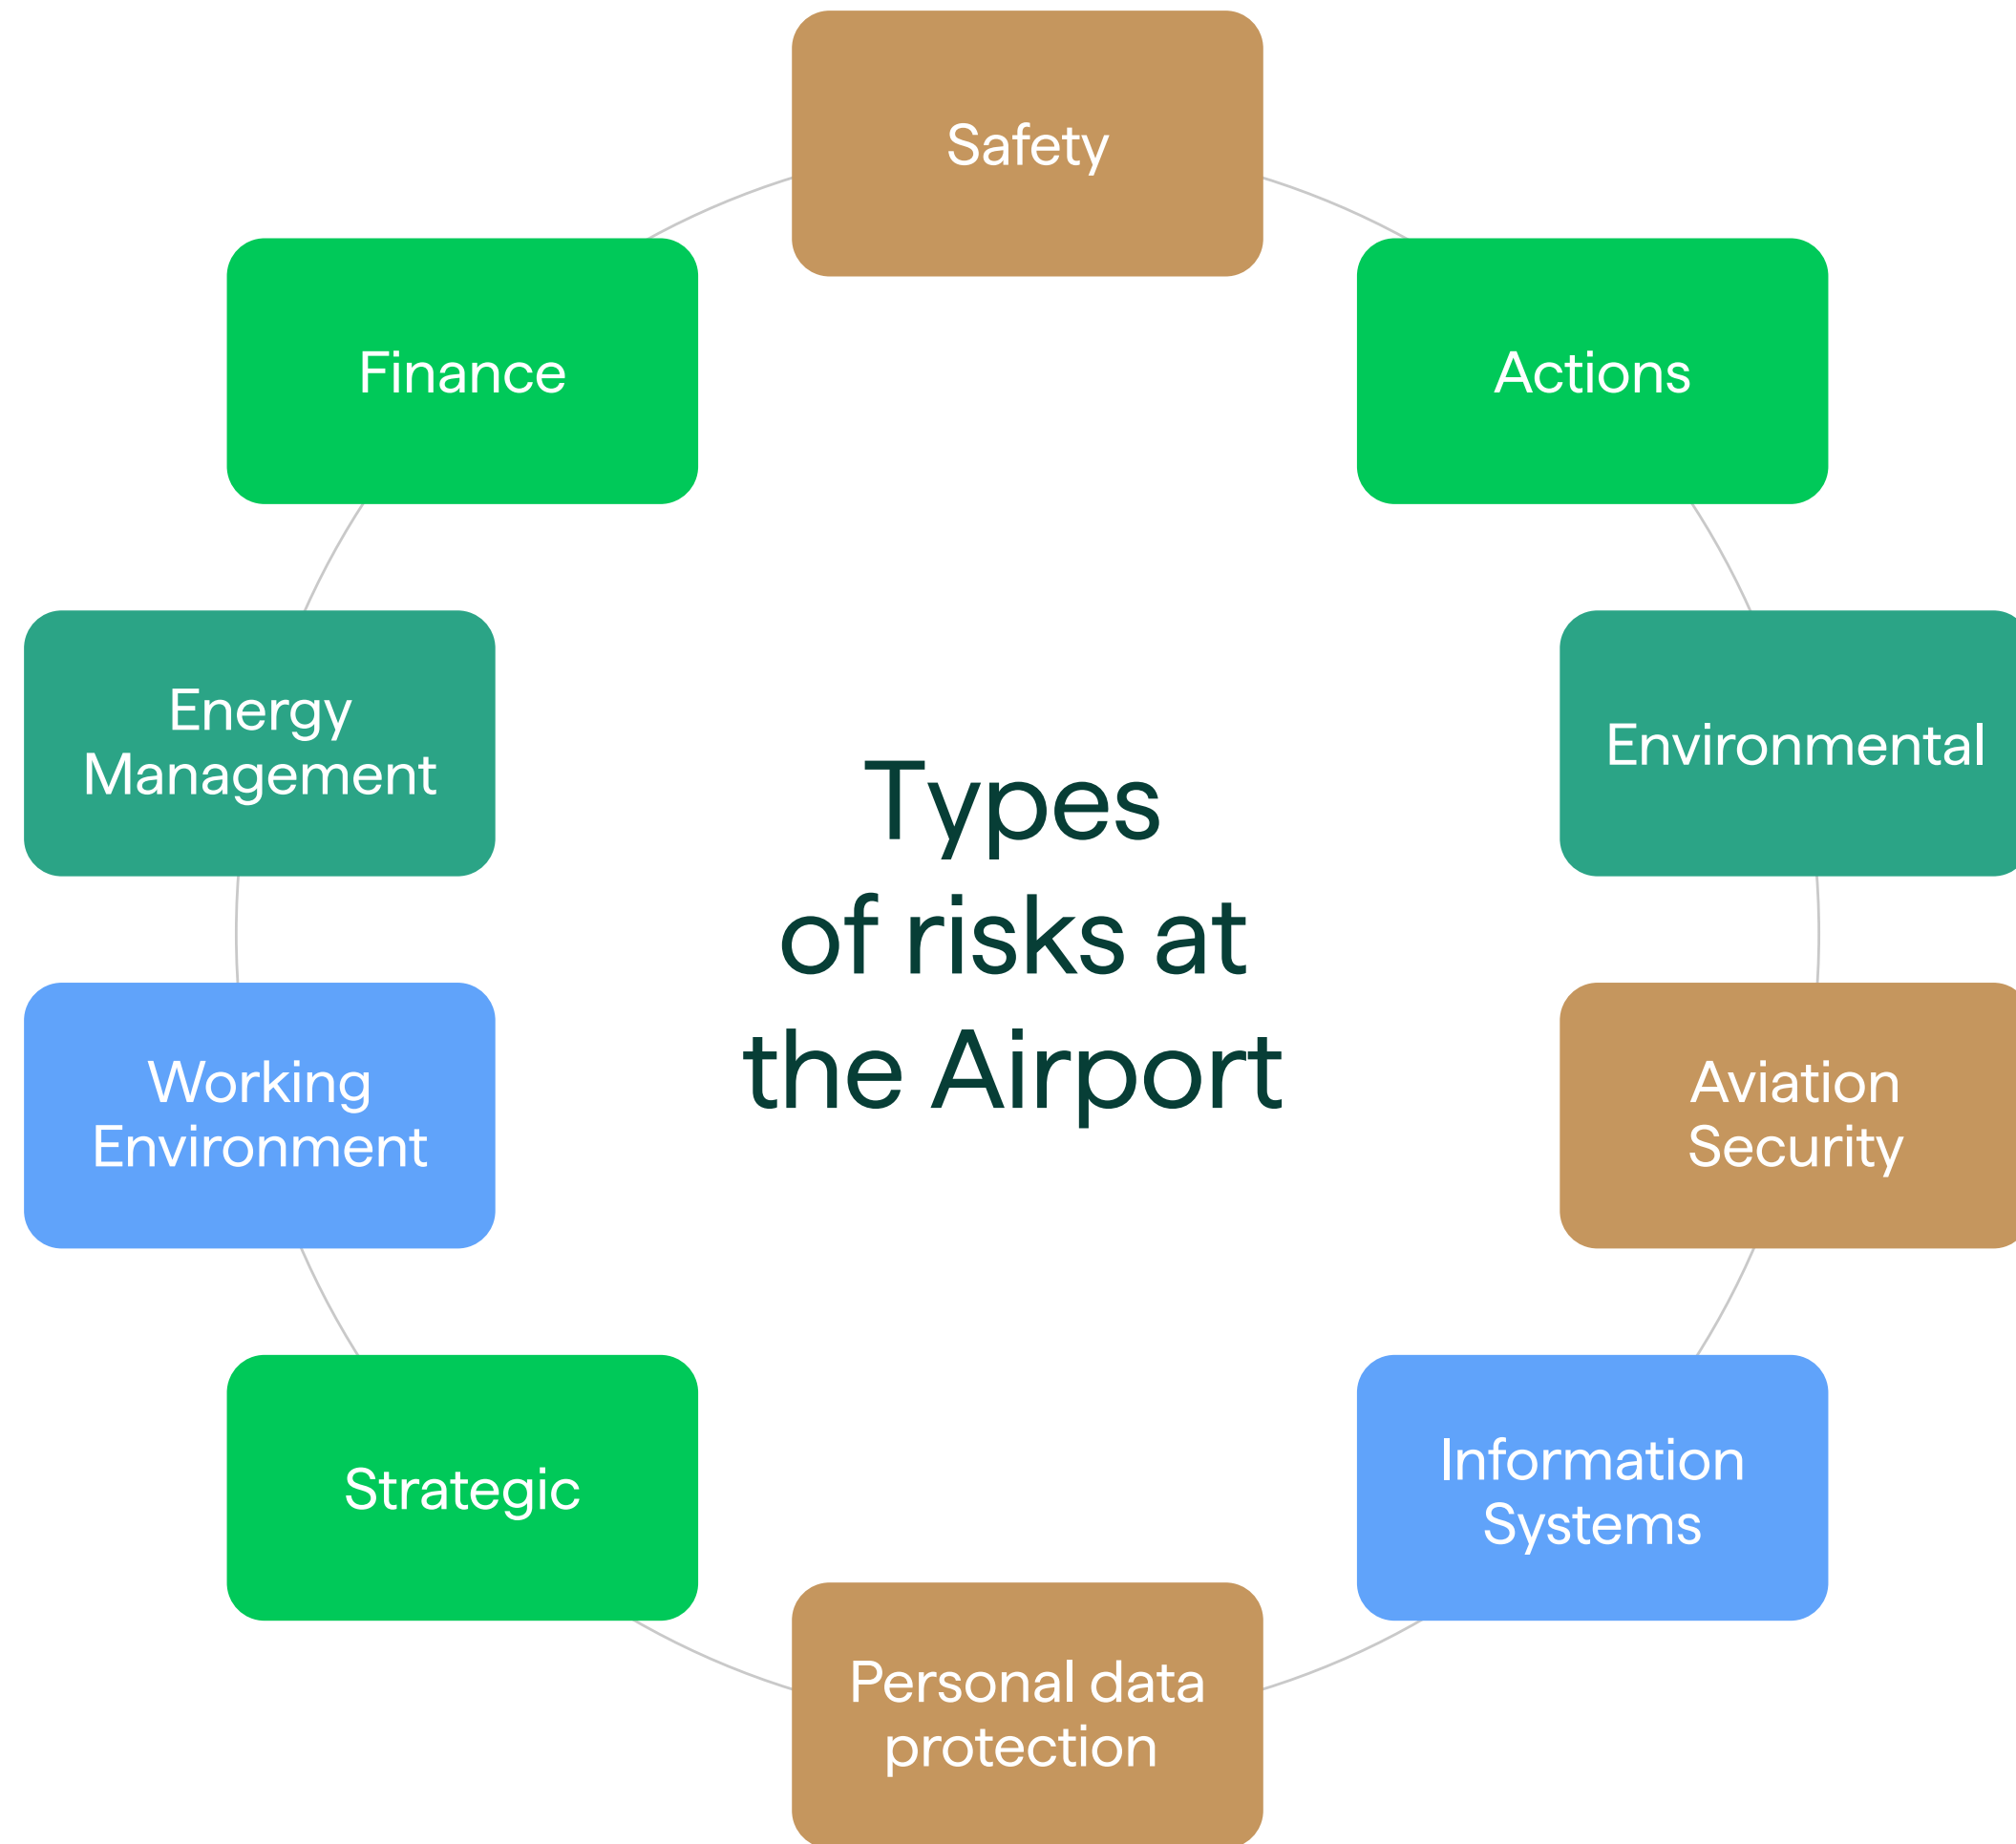 Safety
Finance
Actions
Energy
Management
Environmental
Types
of risks at
the Airport
Working
Environment
Aviation
Security
Strategic
Information
Systems
Personal data
protection